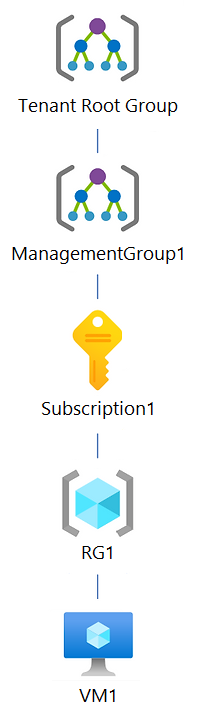 Tenant Root Group
ManagementGroup1
Subscription1
RG1
VM1